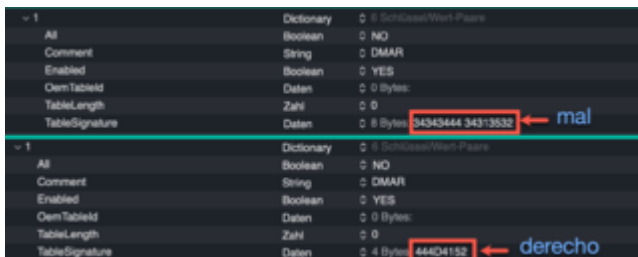 1 Dictionary 6 Schlüssel/Wert-Paare
All Boolean NO
Comment String DMAR
Enabled Boolean YES
OemTableId Daten 0 Bytes:
TableLength Zahl 0
TableSignature Daten 8 Bytes: 34343444 34313532 mal
1 Dictionary 6 Schlüssel/Wert-Paare
All Boolean NO
Comment String DMAR
Enabled Boolean YES
OemTableId Daten 0 Bytes:
TableLength Zahl 0
TableSignature Daten 4 Bytes: 444D4152 derecho